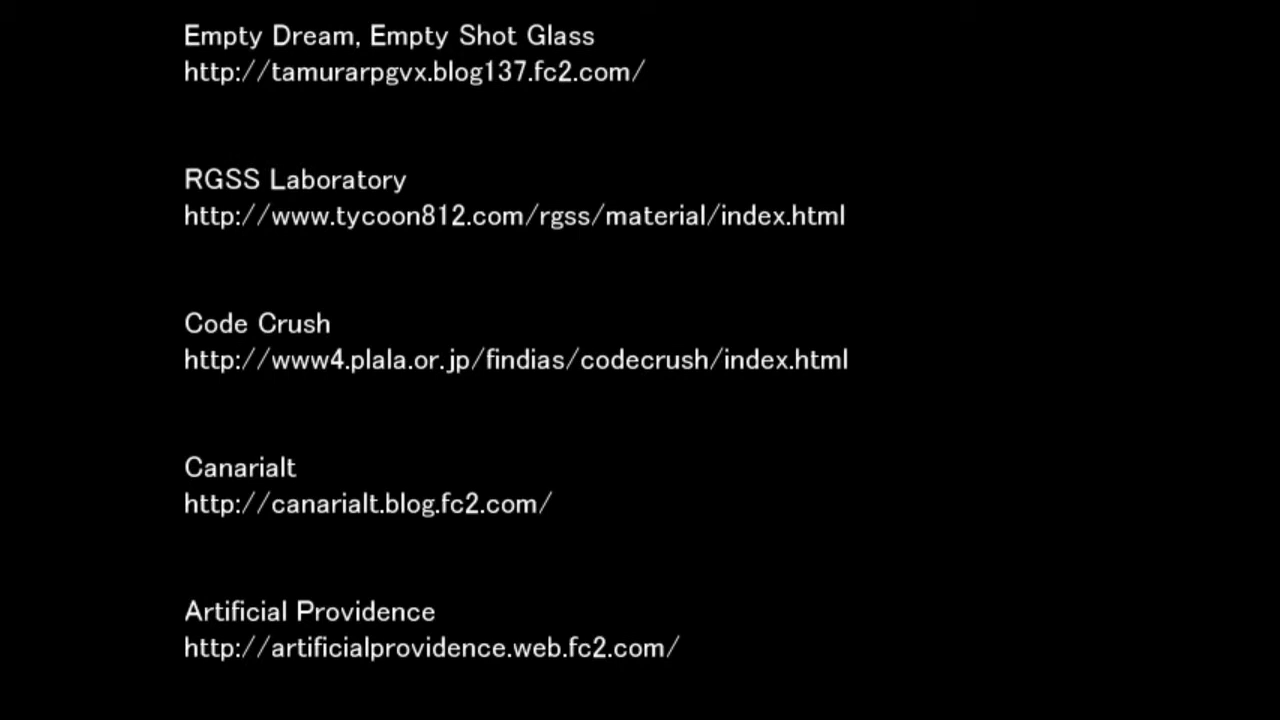 Empty Dream, Empty Shot Glass
http://tamurarpgvx.blog137.fc2.com/
RGSS Laboratory
http://www.tycoon812.com/rgss/material/index.html
Code Crush
http://www4.plala.or.jp/findias/codecrush/index.html
Canarialt
http://canarialt.blog.fc2.com/
Artificial Providence
http://artificialprovidence.web.fc2.com/